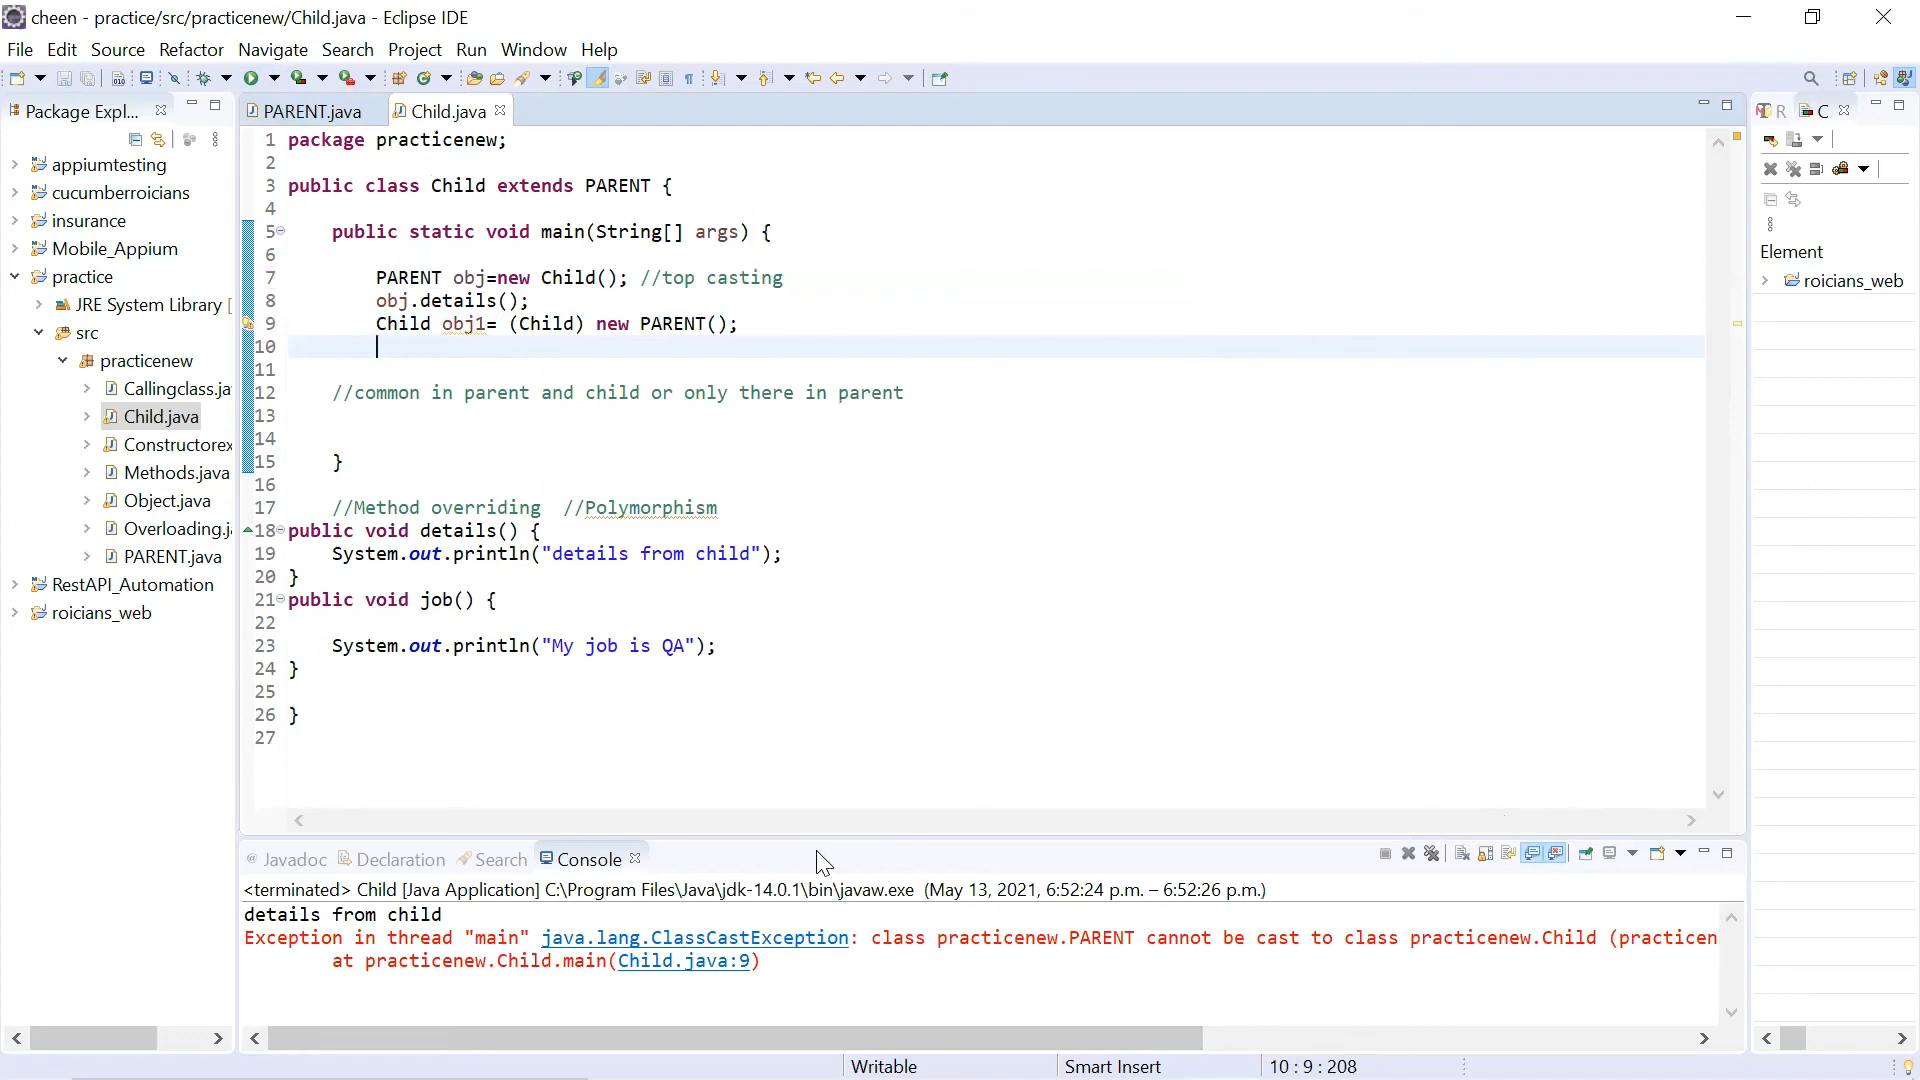 cheen - practice/src/practicenew/Child.java - Eclipse IDE
File Edit Source Refactor Navigate Search Project Run Window Help
Package Expl...
appiumtesting
cucumberroicians
insurance
Mobile_Appium
practice
JRE System Library [
src
practicenew
Callingclass.ja
Child.java
Constructorex
Methods.java
Object.java
Overloading.j
PARENT.java
RestAPI_Automation
roicians_web
PARENT.java Child.java
1 package practicenew;
2
3 public class Child extends PARENT {
4
5 public static void main(String[] args) {
6
7 PARENT obj=new Child(); //top casting
8 obj.details();
9 Child obj1= (Child) new PARENT();
10
11
12 //common in parent and child or only there in parent
13
14
15 }
16
17 //Method overriding //Polymorphism
18 public void details() {
19 System.out.println("details from child");
20 }
21 public void job() {
22
23 System.out.println("My job is QA");
24 }
25
26 }
27
R C
Element
roicians_web
@ Javadoc Declaration Search Console
<terminated> Child [Java Application] C:\Program Files\Java\jdk-14.0.1\bin\javaw.exe (May 13, 2021, 6:52:24 p.m. – 6:52:26 p.m.)
details from child
Exception in thread "main" java.lang.ClassCastException: class practicenew.PARENT cannot be cast to class practicenew.Child (practicen
at practicenew.Child.main(Child.java:9)
Writable Smart Insert 10 : 9 : 208